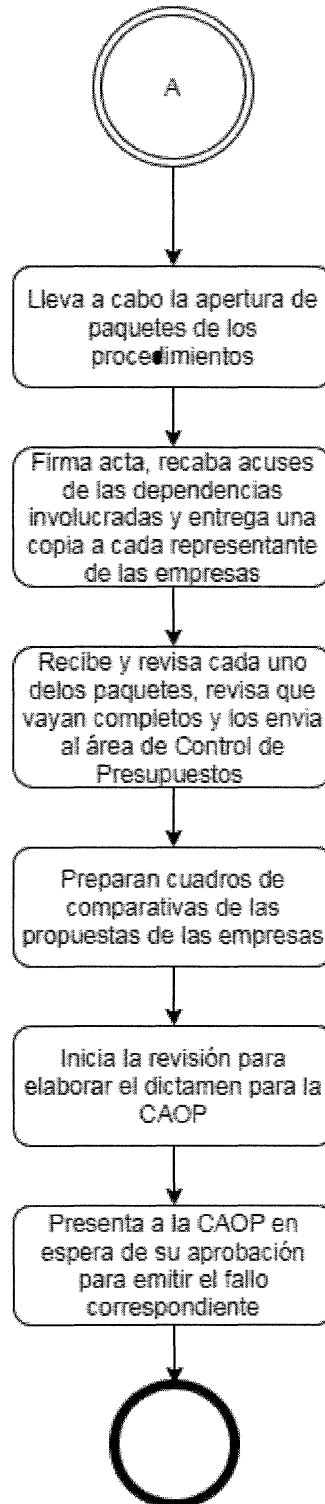 A
Lleva a cabo la apertura de
paquetes de los
procedimientos
Firma acta, recaba acuses
de las dependencias
involucradas y entrega una
copia a cada representante
de las empresas
Recibe y revisa cada uno
delos paquetes, revisa que
vayan completos y los envia
al área de Control de
Presupuestos
Preparan cuadros de
comparativas de las
propuestas de las empresas
Inicia la revisión para
elaborar el dictamen para la
CAOP
Presenta a la CAOP en
espera de su aprobación
para emitir el fallo
correspondiente